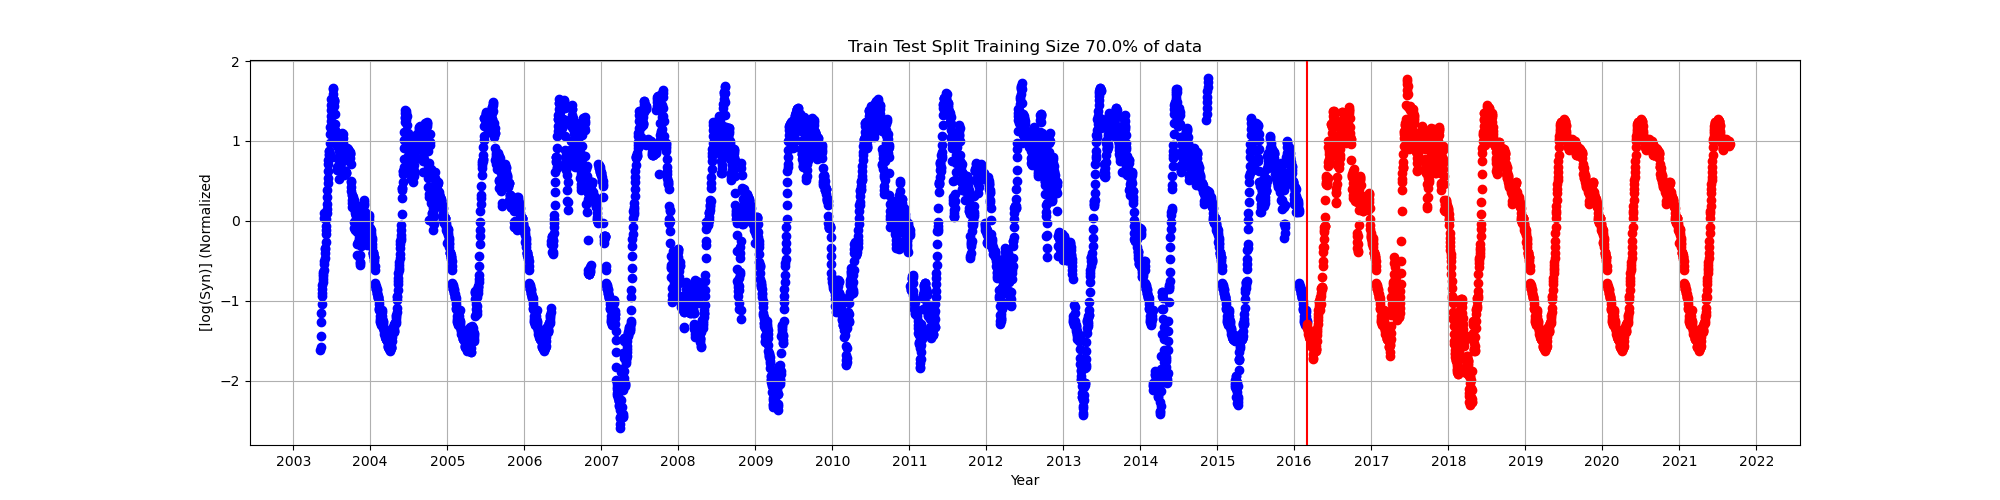 Train Test Split Training Size 70.0% of data
[log(Syn)] (Normalized
2
1
0
−1
−2
2003 2004 2005 2006 2007 2008 2009 2010 2011 2012 2013 2014 2015 2016 2017 2018 2019 2020 2021 2022
Year